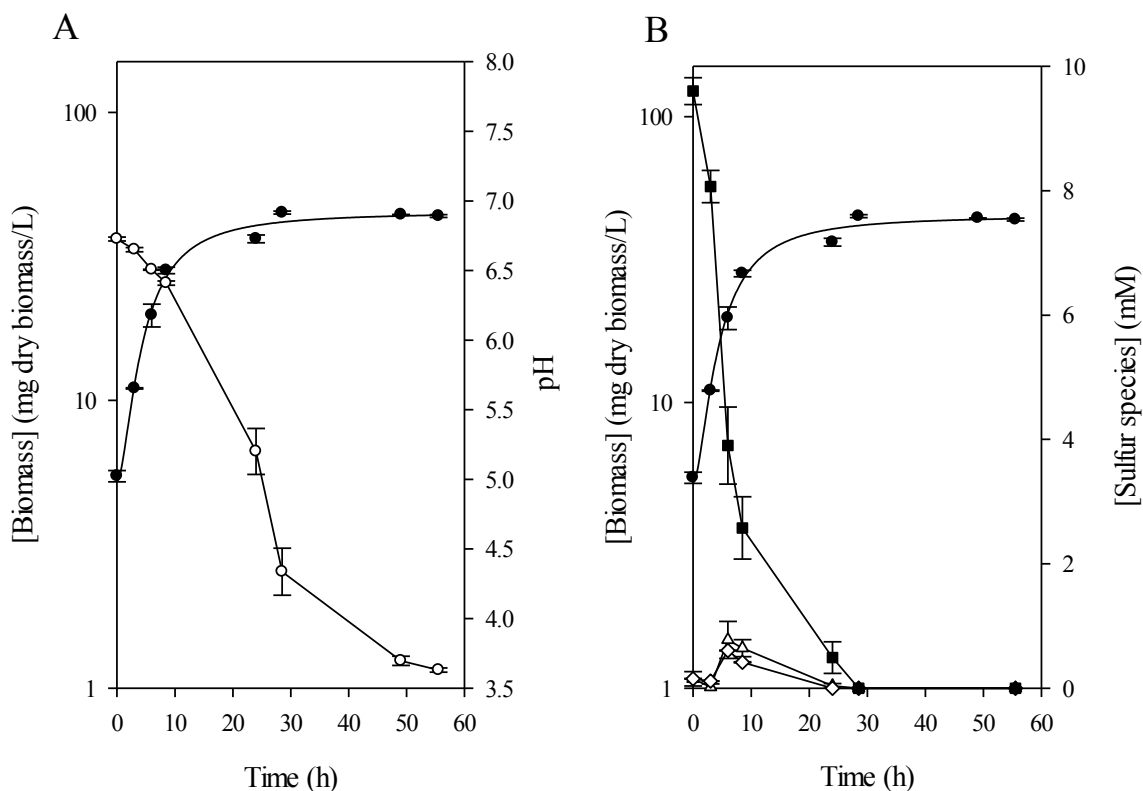 A
B
[Biomass] (mg dry biomass/L)
100
10
1
8.0
7.5
7.0
6.5
6.0
5.5
5.0
4.5
4.0
3.5
pH
0 10 20 30 40 50 60
Time (h)
[Biomass] (mg dry biomass/L)
100
10
1
10
8
6
4
2
0
[Sulfur species] (mM)
0 10 20 30 40 50 60
Time (h)